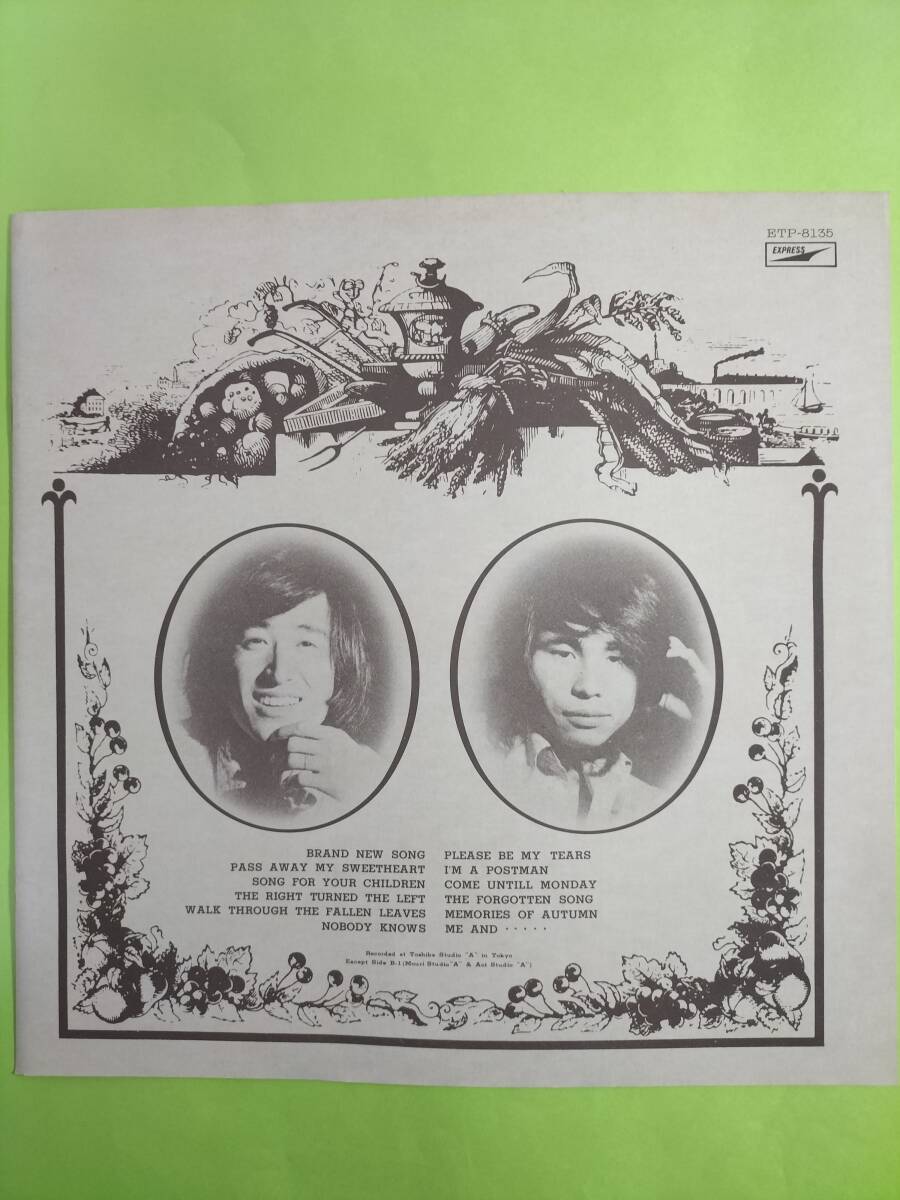 ETP-8135
EXPRESS
BRAND NEW SONG
PASS AWAY MY SWEETHEART
SONG FOR YOUR CHILDREN
THE RIGHT TURNED THE LEFT
WALK THROUGH THE FALLEN LEAVES
NOBODY KNOWS
PLEASE BE MY TEARS
I'M A POSTMAN
COME UNTILL MONDAY
THE FORGOTTEN SONG
MEMORIES OF AUTUMN
ME AND ·····
Recorded at Toshiba Studio "A" in Tokyo
Except Side B-1 (Mouri Studio "A" & Aoi Studio "A")